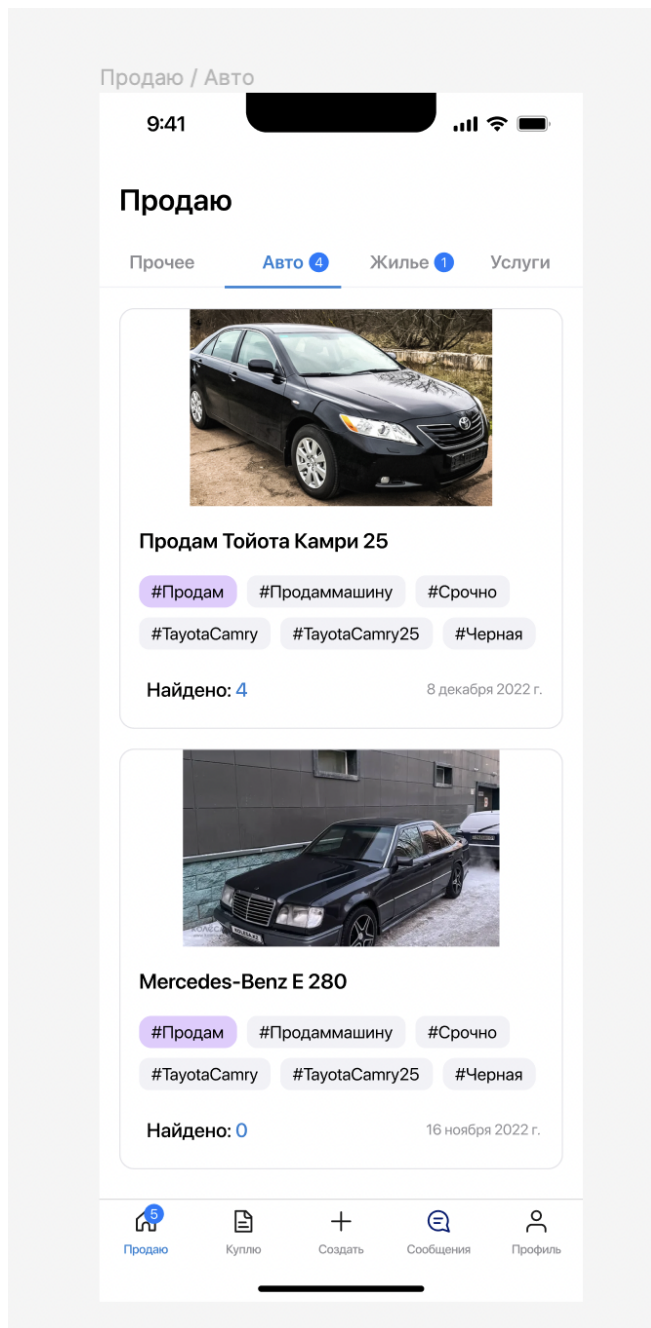 Продаю / Авто
9:41
Продаю
Прочее Авто 4 Жилье 1 Услуги
Продам Тойота Камри 25
#Продам #Продаммашину #Срочно
#TayotaCamry #TayotaCamry25 #Черная
Найдено: 4 8 декабря 2022 г.
Mercedes-Benz E 280
#Продам #Продаммашину #Срочно
#TayotaCamry #TayotaCamry25 #Черная
Найдено: 0 16 ноября 2022 г.
5
Продаю Куплю Создать Сообщения Профиль